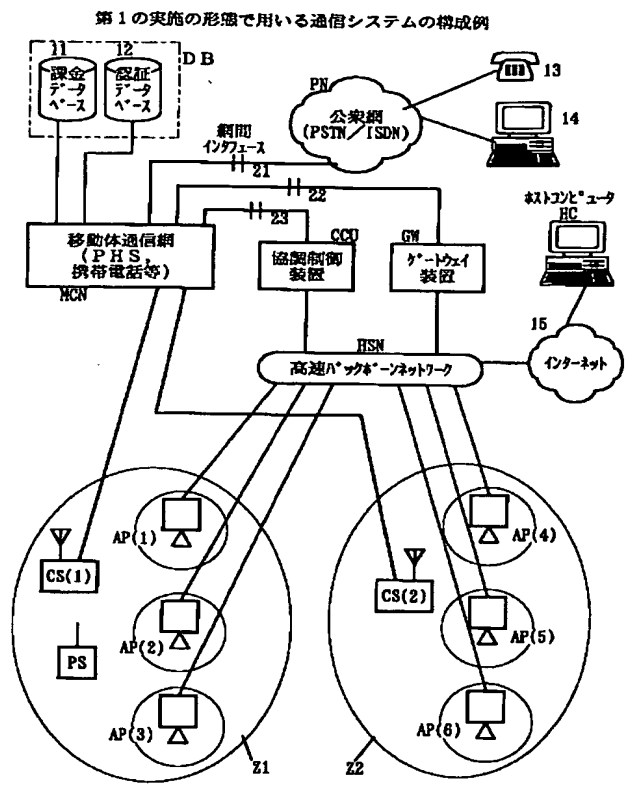 第1の実施の形態で用いる通信システムの構成例
11
12
DB
課金
データ
ベース
認証
データ
ベース
PN
公衆網
(PSTN/ISDN)
13
14
網間
インタフェース
21
22
23
移動体通信網
(PHS,
携帯電話等)
MCN
CCU
協調制御
装置
GW
ゲートウェイ
装置
ホストコンピュータ
HC
HSN
高速バックボーンネットワーク
15
インターネット
AP(1)
CS(1)
AP(2)
PS
AP(3)
Z1
AP(4)
CS(2)
AP(5)
AP(6)
Z2